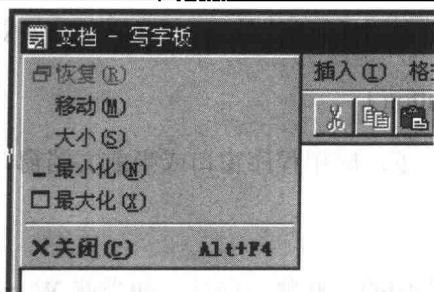 文档 - 写字板
恢复(R)
插入(I) 格
移动(M)
大小(S)
最小化(N)
最大化(X)
关闭(C) Alt+F4